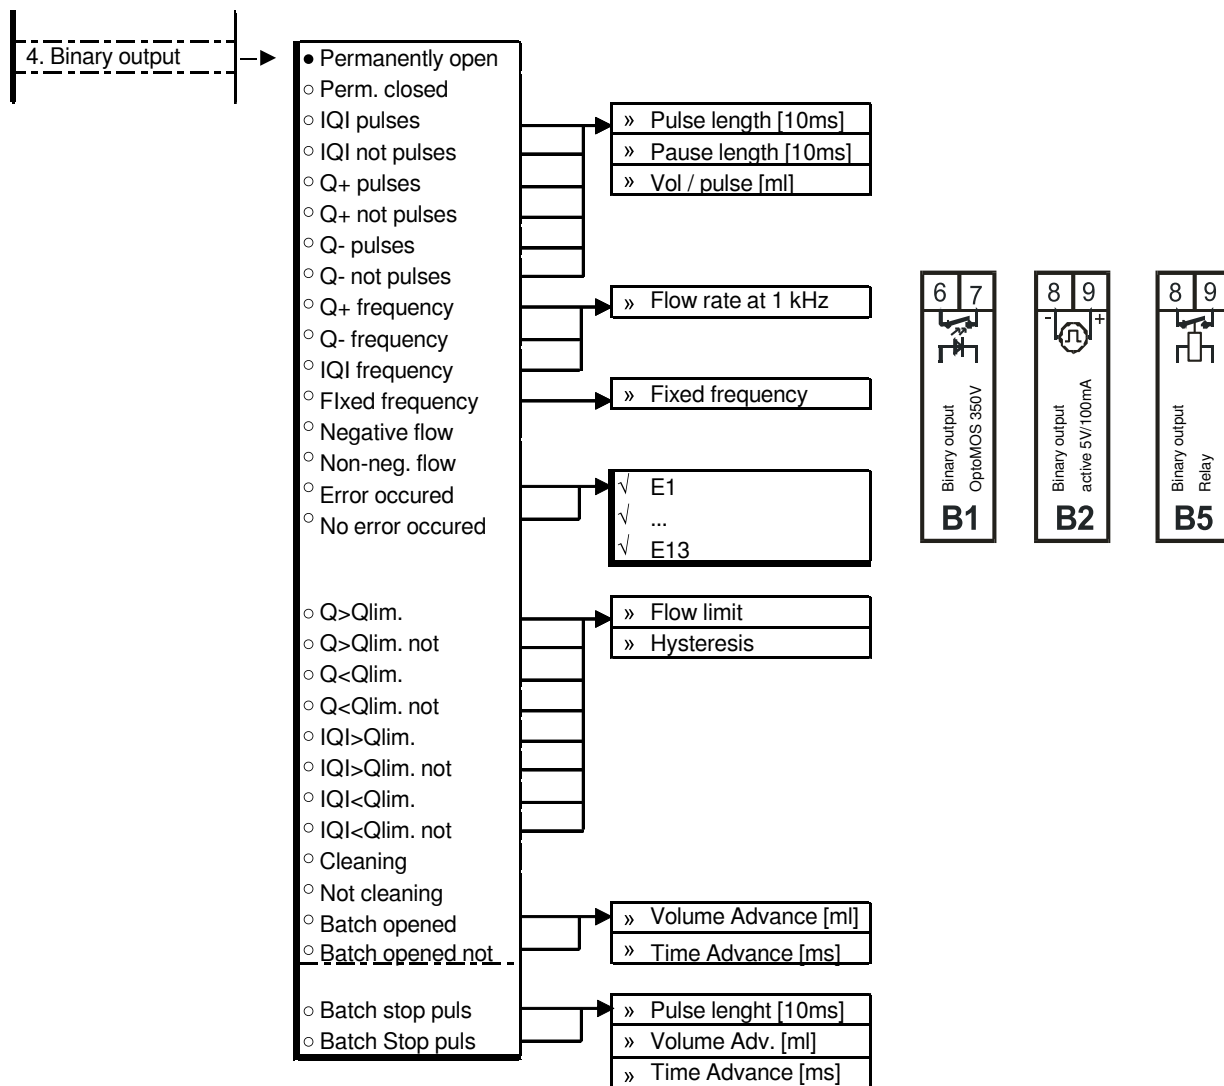 4. Binary output
● Permanently open
○ Perm. closed
○ IQI pulses
○ IQI not pulses
○ Q+ pulses
○ Q+ not pulses
○ Q- pulses
○ Q- not pulses
○ Q+ frequency
○ Q- frequency
○ IQI frequency
○ FIxed frequency
○ Negative flow
○ Non-neg. flow
○ Error occured
○ No error occured
○ Q>Qlim.
○ Q>Qlim. not
○ Q<Qlim.
○ Q<Qlim. not
○ IQI>Qlim.
○ IQI>Qlim. not
○ IQI<Qlim.
○ IQI<Qlim. not
○ Cleaning
○ Not cleaning
○ Batch opened
○ Batch opened not
○ Batch stop puls
○ Batch Stop puls
» Pulse length [10ms]
» Pause length [10ms]
» Vol / pulse [ml]
» Flow rate at 1 kHz
» Fixed frequency
√ E1
√ ...
√ E13
» Flow limit
» Hysteresis
» Volume Advance [ml]
» Time Advance [ms]
» Pulse lenght [10ms]
» Volume Adv. [ml]
» Time Advance [ms]
6 7
Binary output
OptoMOS 350V
B1
8 9
- +
Binary output
active 5V/100mA
B2
8 9
Binary output
Relay
B5